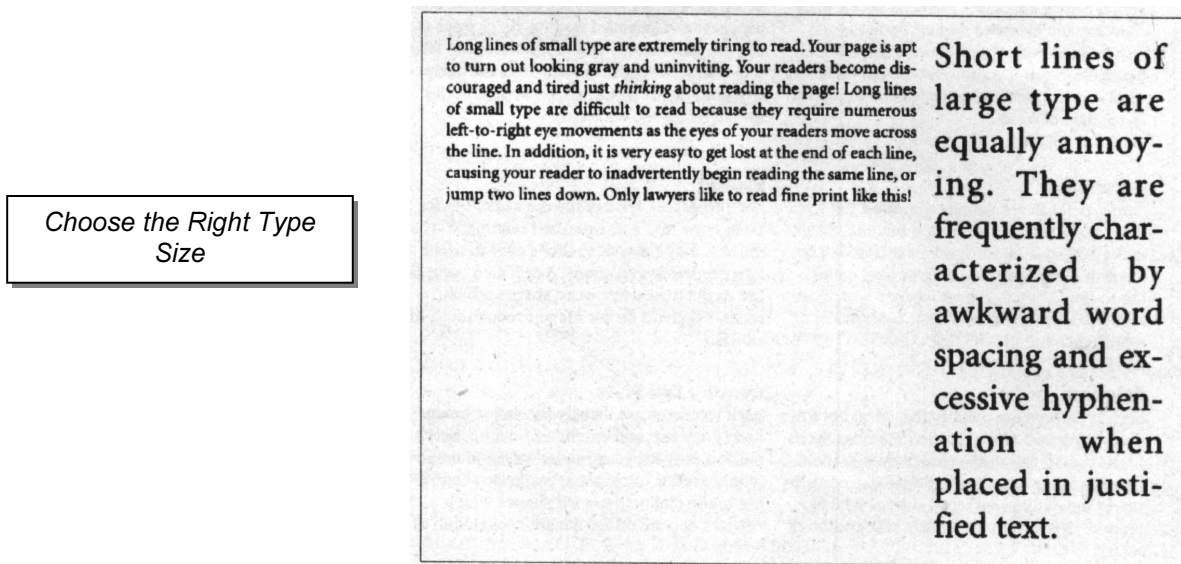 Choose the Right Type
Size
Long lines of small type are extremely tiring to read. Your page is apt
to turn out looking gray and uninviting. Your readers become dis-
couraged and tired just thinking about reading the page! Long lines
of small type are difficult to read because they require numerous
left-to-right eye movements as the eyes of your readers move across
the line. In addition, it is very easy to get lost at the end of each line,
causing your reader to inadvertently begin reading the same line, or
jump two lines down. Only lawyers like to read fine print like this!
Short lines of
large type are
equally annoy-
ing. They are
frequently char-
acterized by
awkward word
spacing and ex-
cessive hyphen-
ation when
placed in justi-
fied text.